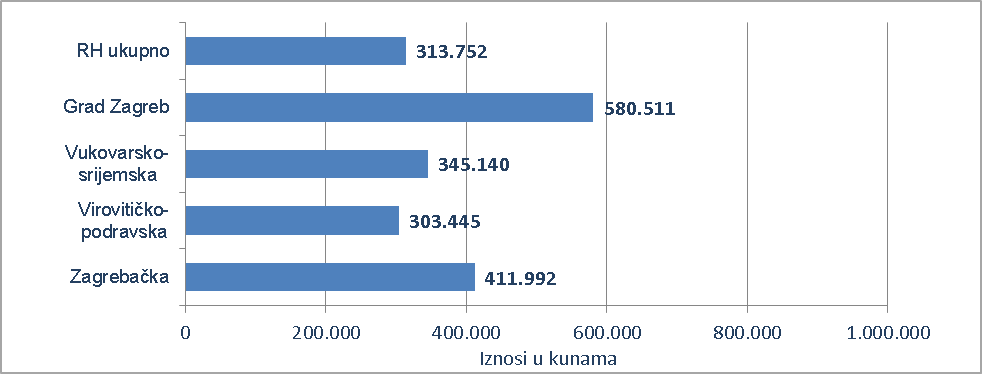 RH ukupno
313.752
Grad Zagreb
580.511
Vukovarsko-
srijemska
345.140
Virovitičko-
podravska
303.445
Zagrebačka
411.992
0 200.000 400.000 600.000 800.000 1.000.000
Iznosi u kunama